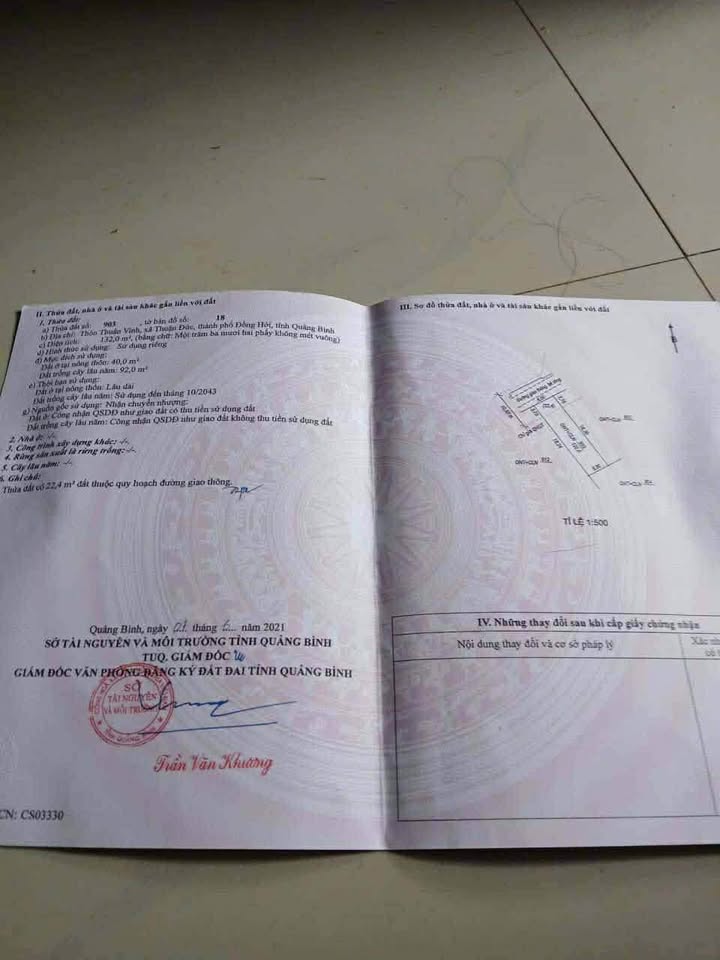 II. Thửa đất, nhà ở và tài sản khác gắn liền với đất
1. Thửa đất:
a) Thửa đất số: 903, tờ bản đồ số: 18
b) Địa chỉ: Thôn Thuận Vinh, xã Thuận Đức, thành phố Đồng Hới, tỉnh Quảng Bình
c) Diện tích: 132,0 m², (bằng chữ: Một trăm ba mươi hai phẩy không mét vuông)
d) Hình thức sử dụng: Sử dụng riêng
đ) Mục đích sử dụng:
Đất ở tại nông thôn: 40,0 m²
Đất trồng cây lâu năm: 92,0 m²
e) Thời hạn sử dụng:
Đất ở tại nông thôn: Lâu dài
Đất trồng cây lâu năm: Sử dụng đến tháng 10/2043
g) Nguồn gốc sử dụng: Nhận chuyển nhượng:
Đất ở: Công nhận QSDĐ như giao đất có thu tiền sử dụng đất
Đất trồng cây lâu năm: Công nhận QSDĐ như giao đất không thu tiền sử dụng đất
2. Nhà ở: -/-
3. Công trình xây dựng khác: -/-
4. Rừng sản xuất là rừng trồng: -/-
5. Cây lâu năm: -/-
6. Ghi chú:
Thửa đất có 22,4 m² đất thuộc quy hoạch đường giao thông.
Quảng Bình, ngày tháng năm 2021
SỞ TÀI NGUYÊN VÀ MÔI TRƯỜNG TỈNH QUẢNG BÌNH
TUQ. GIÁM ĐỐC
GIÁM ĐỐC VĂN PHÒNG ĐĂNG KÝ ĐẤT ĐAI TỈNH QUẢNG BÌNH
SỞ
TÀI NGUYÊN
VÀ MÔI TRƯỜNG
Trần Văn Khương
CN: CS03330
III. Sơ đồ thửa đất, nhà ở và tài sản khác gắn liền với đất
Chỉ giới QHGT
TỈ LỆ 1:500
IV. Những thay đổi sau khi cấp giấy chứng nhận
Nội dung thay đổi và cơ sở pháp lý